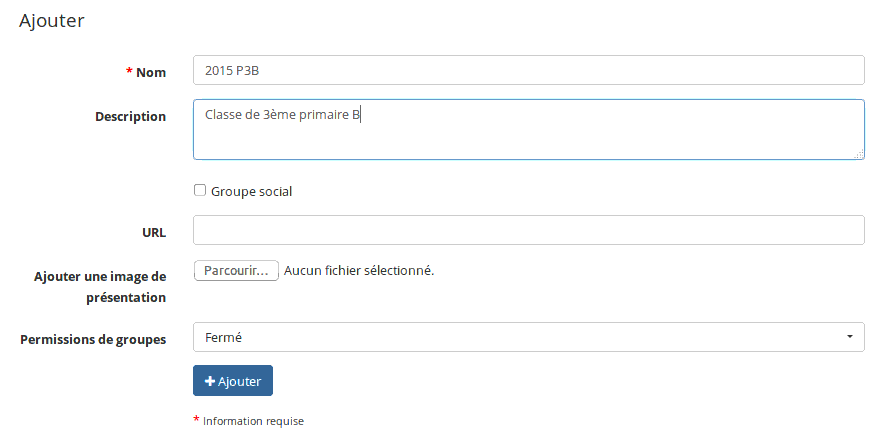 Ajouter
* Nom
2015 P3B
Description
Classe de 3ème primaire B
Groupe social
URL
Ajouter une image de
présentation
Parcourir... Aucun fichier sélectionné.
Permissions de groupes
Fermé
Ajouter
* Information requise